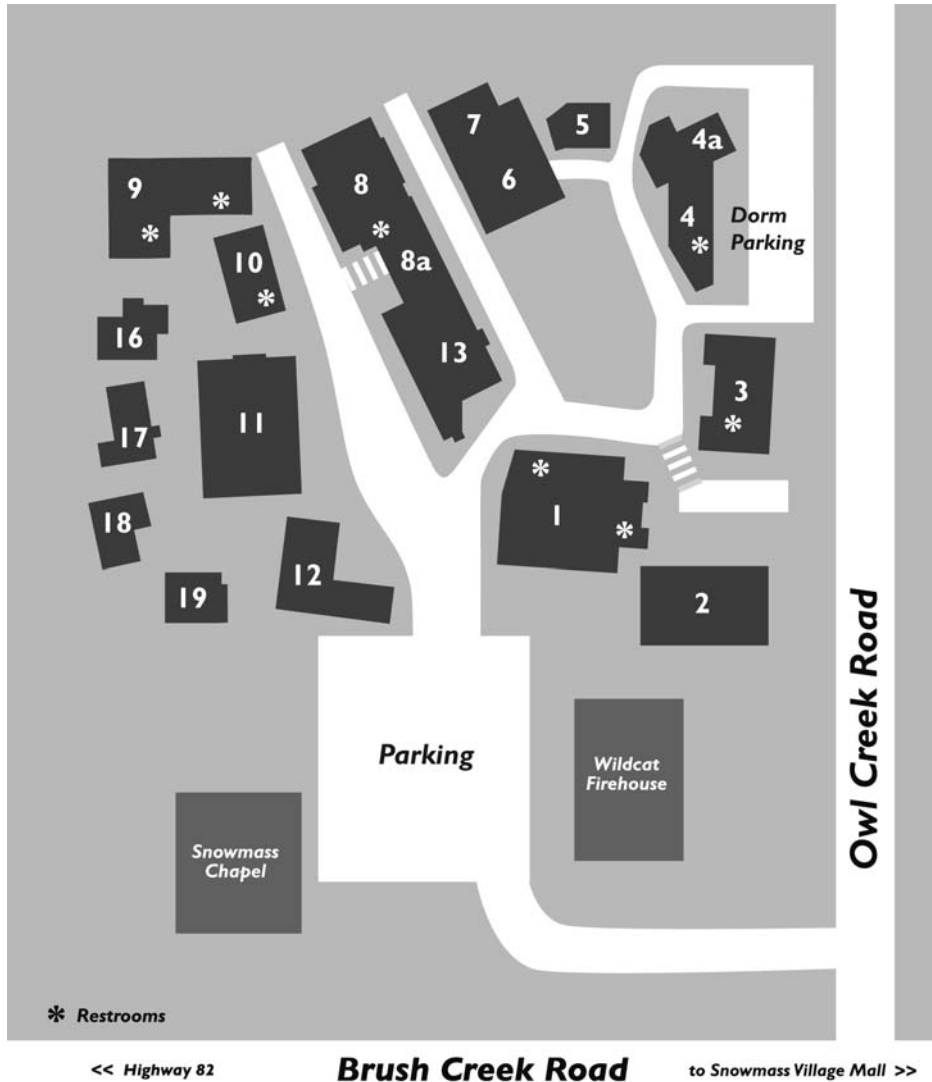 7
5
4a
9
8
6
4
Dorm
Parking
10
8a
16
13
3
17
11
18
1
12
19
2
Owl Creek Road
Parking
Wildcat
Firehouse
Snowmass
Chapel
* Restrooms
<< Highway 82
Brush Creek Road
to Snowmass Village Mall >>